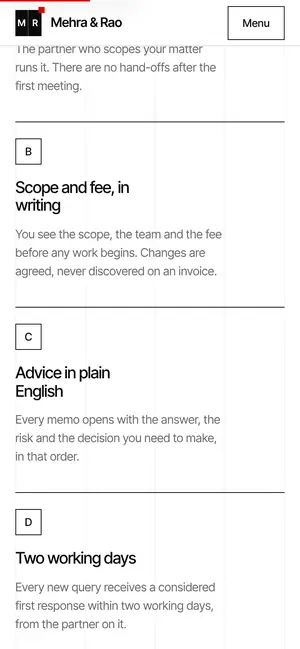 M R Mehra & Rao Menu
The partner who scopes your matter
runs it. There are no hand-offs after the
first meeting.
B
Scope and fee, in
writing
You see the scope, the team and the fee
before any work begins. Changes are
agreed, never discovered on an invoice.
C
Advice in plain
English
Every memo opens with the answer, the
risk and the decision you need to make,
in that order.
D
Two working days
Every new query receives a considered
first response within two working days,
from the partner on it.